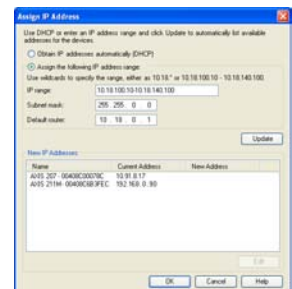 Assign IP Address
Use DHCP or enter an IP address range and click Update to automatically list available
addresses for the devices.
Obtain IP addresses automatically (DHCP)
Assign the following IP address range:
Use wildcards to specify the range, either as 10.18.* or 10.18.100.10 - 10.18.140.100.
IP range: 10.18.100.10-10.18.140.100
Subnet mask: 255 . 255 . 0 . 0
Default router: 10 . 18 . 0 . 1
Update
New IP Addresses:
Name Current Address New Address
AXIS 207 - 00408C00078C 10.91.8.17
AXIS 211M - 00408C6B3FEC 192.168.0.90
Edit
OK Cancel Help